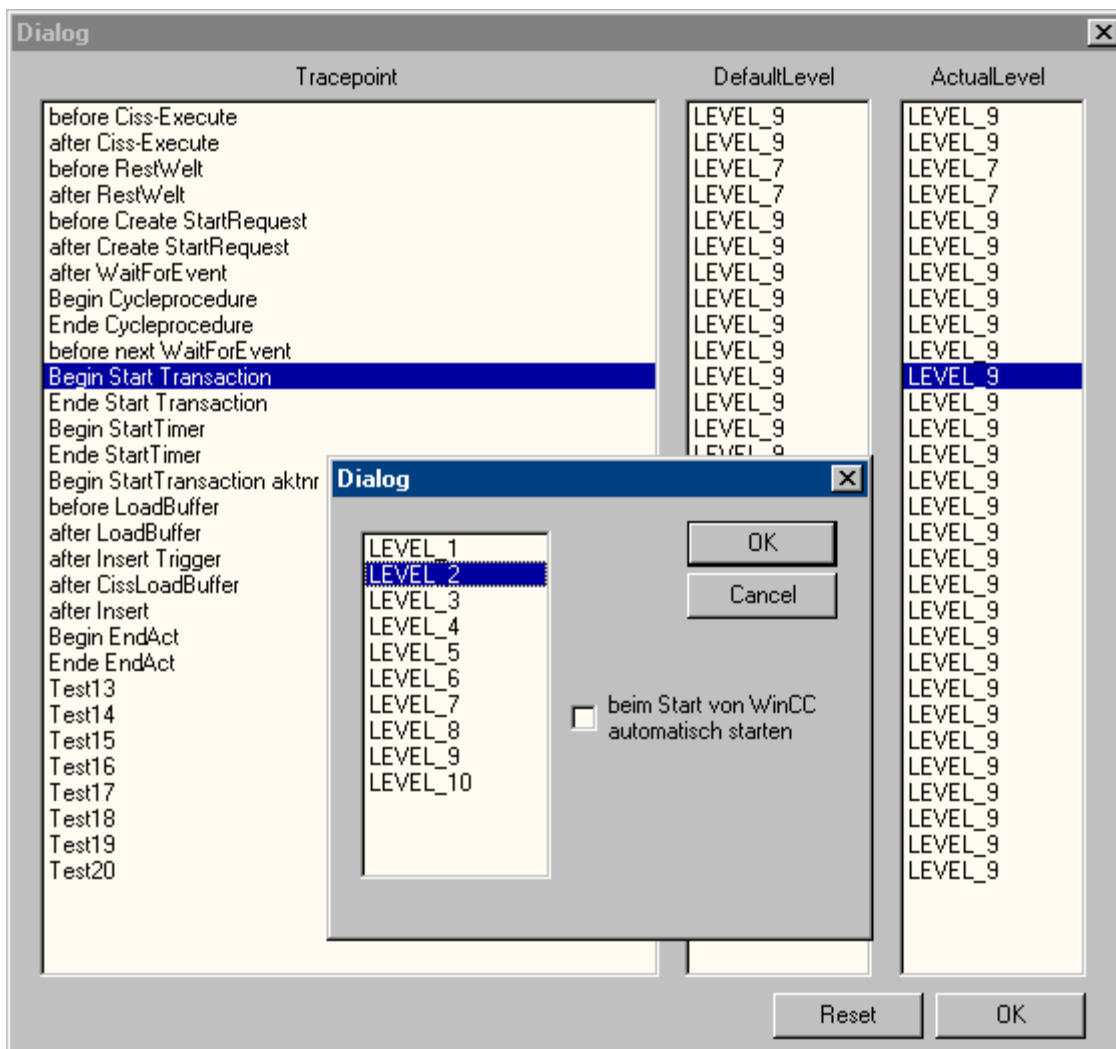 Dialog
Tracepoint DefaultLevel ActualLevel
before Ciss-Execute LEVEL_9 LEVEL_9
after Ciss-Execute LEVEL_9 LEVEL_9
before RestWelt LEVEL_7 LEVEL_7
after RestWelt LEVEL_7 LEVEL_7
before Create StartRequest LEVEL_9 LEVEL_9
after Create StartRequest LEVEL_9 LEVEL_9
after WaitForEvent LEVEL_9 LEVEL_9
Begin Cycleprocedure LEVEL_9 LEVEL_9
Ende Cycleprocedure LEVEL_9 LEVEL_9
before next WaitForEvent LEVEL_9 LEVEL_9
Begin Start Transaction LEVEL_9 LEVEL_9
Ende Start Transaction LEVEL_9 LEVEL_9
Begin StartTimer LEVEL_9 LEVEL_9
Ende StartTimer LEVEL_9 LEVEL_9
Begin StartTransaction aktnr LEVEL_9
before LoadBuffer LEVEL_9
after LoadBuffer LEVEL_9
after Insert Trigger LEVEL_9
after CissLoadBuffer LEVEL_9
after Insert LEVEL_9
Begin EndAct LEVEL_9
Ende EndAct LEVEL_9
Test13 LEVEL_9
Test14 LEVEL_9
Test15 LEVEL_9
Test16 LEVEL_9
Test17 LEVEL_9
Test18 LEVEL_9
Test19 LEVEL_9
Test20 LEVEL_9
Dialog
LEVEL_1
LEVEL_2
LEVEL_3
LEVEL_4
LEVEL_5
LEVEL_6
LEVEL_7
LEVEL_8
LEVEL_9
LEVEL_10
OK
Cancel
beim Start von WinCC
automatisch starten
Reset OK